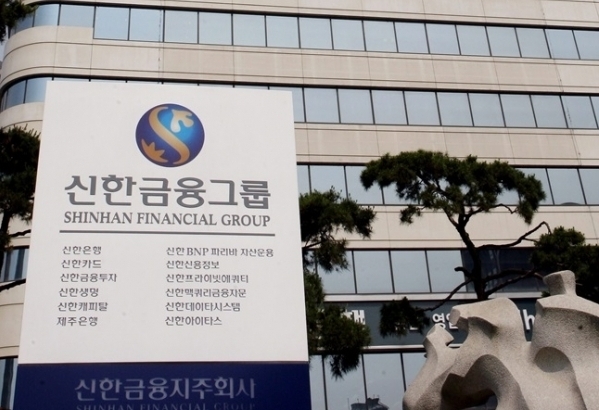 신한금융그룹
SHINHAN FINANCIAL GROUP
신한은행
신한카드
신한금융투자
신한생명
신한캐피탈
제주은행
신한BNP 파리바 자산운용
신한신용정보
신한프라이빗에쿼티
신한맥쿼리금융자문
신한데이타시스템
신한아이타스
신한금융지주회사
SHINHAN FINANCIAL GROUP